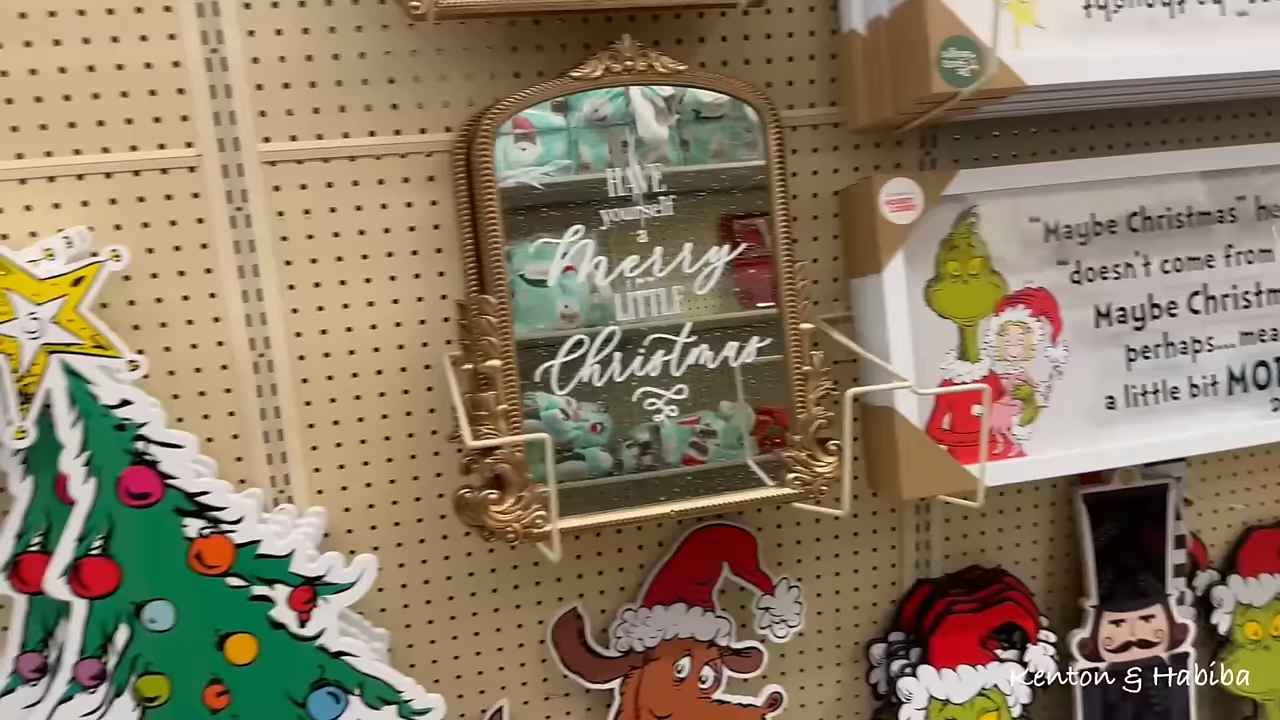 HAVE
yourself
a
Merry
LITTLE
Christmas
"Maybe Christmas" he
"doesn't come from
Maybe Christm
perhaps.... mea
a little bit MO
Kenton & Habiba